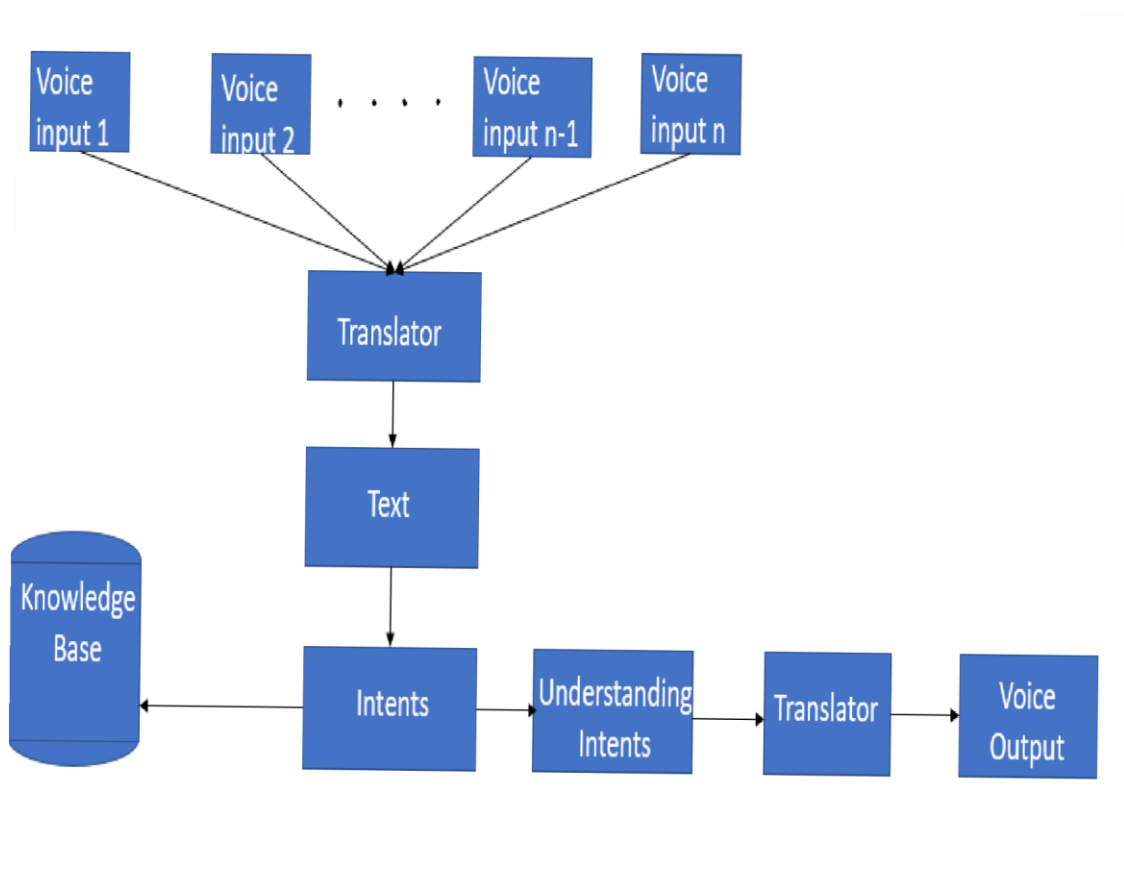 Voice
input 1
Voice
input 2
Voice
input n-1
Voice
input n
Translator
Text
Knowledge
Base
Intents
Understanding
Intents
Translator
Voice
Output